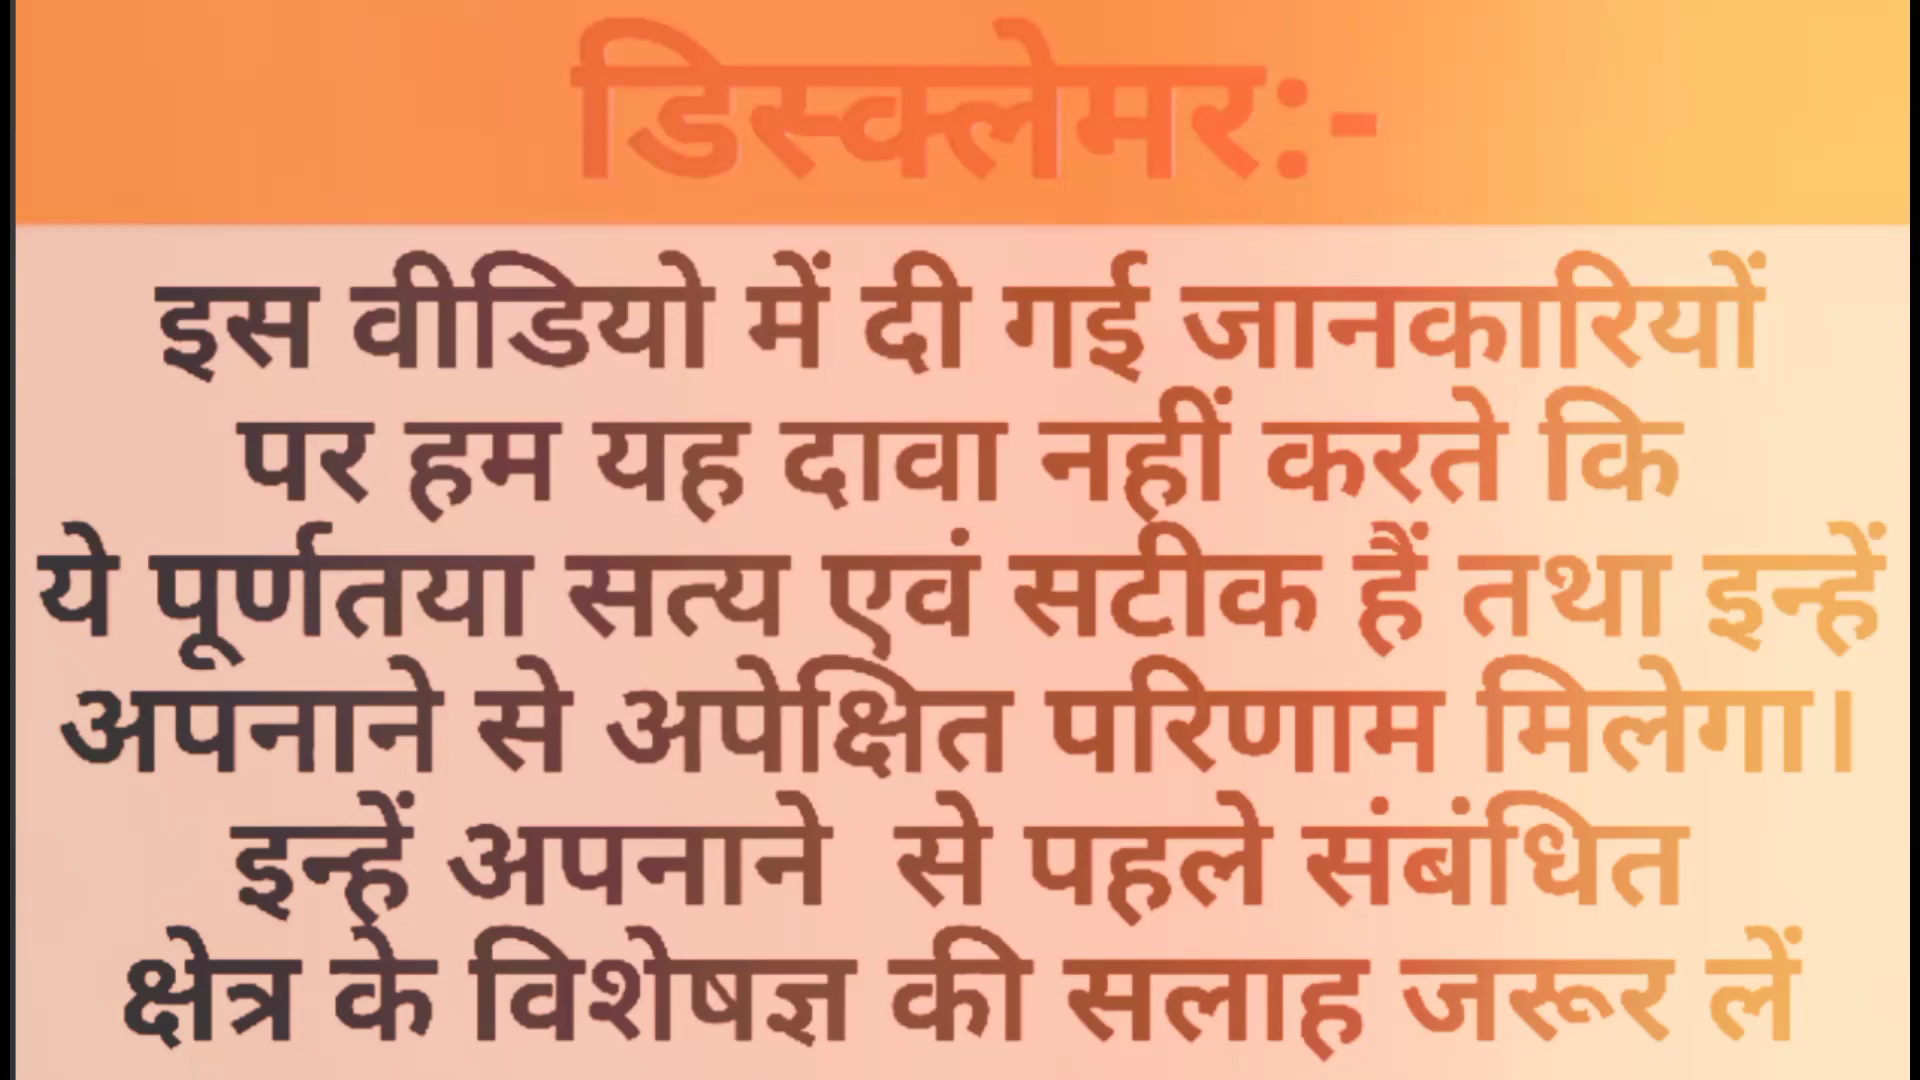 डिस्क्लेमर:-
इस वीडियो में दी गई जानकारियों
पर हम यह दावा नहीं करते कि
ये पूर्णतया सत्य एवं सटीक हैं तथा इन्हें
अपनाने से अपेक्षित परिणाम मिलेगा।
इन्हें अपनाने से पहले संबंधित
क्षेत्र के विशेषज्ञ की सलाह जरूर लें